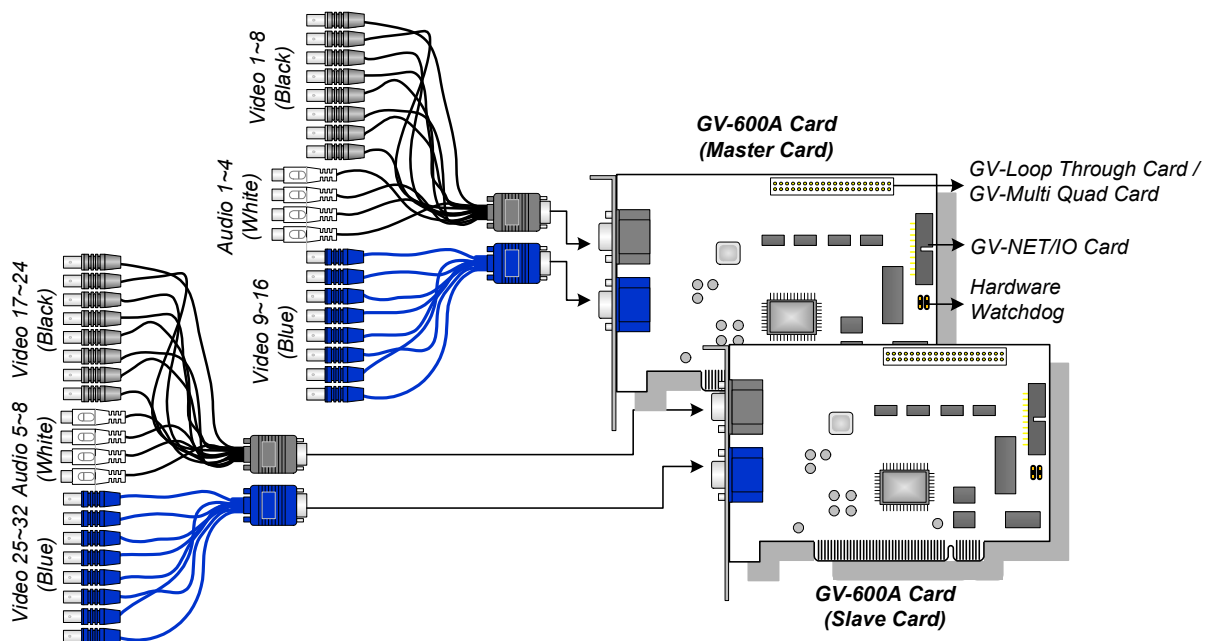 Video 1~8
(Black)
Audio 1~4
(White)
Video 9~16
(Blue)
GV-600A Card
(Master Card)
GV-Loop Through Card /
GV-Multi Quad Card
GV-NET/IO Card
Hardware
Watchdog
Video 17~24
(Black)
Audio 5~8
(White)
Video 25~32
(Blue)
GV-600A Card
(Slave Card)